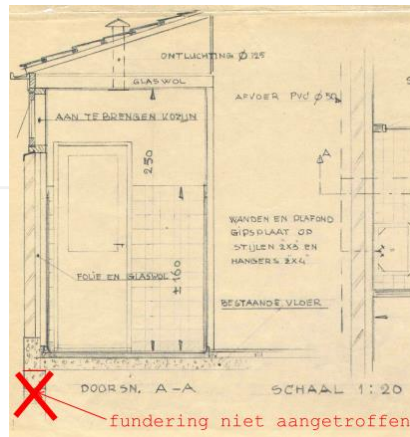 ONTLUCHTING Ø 125
GLASWOL
AFVOER PVC Ø 50
AAN TE BRENGEN KOZIJN
250
A
WANDEN EN PLAFOND
GIPSPLAAT OP
STIJLEN 2x3 EN
HANGERS 2x4
FOLIE EN GLASWOL
± 160
BESTAANDE VLOER
DOORSN. A-A
SCHAAL 1:20
fundering niet aangetroffen